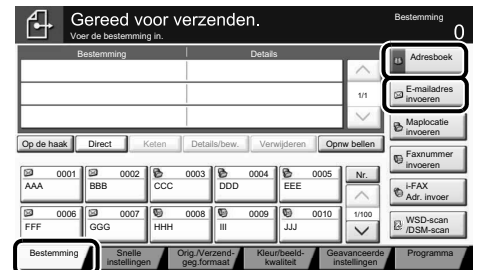 Gereed voor verzenden.
Voer de bestemming in.
Bestemming
0
Bestemming
Details
1/1
Adresboek
E-mailadres
invoeren
Maplocatie
invoeren
Faxnummer
invoeren
i-FAX
Adr. invoer
WSD-scan
/DSM-scan
Op de haak
Direct
Keten
Details/bew.
Verwijderen
Opnw bellen
0001
AAA
0002
BBB
0003
CCC
0004
DDD
0005
EEE
Nr.
0006
FFF
0007
GGG
0008
HHH
0009
III
0010
JJJ
1/100
Bestemming
Snelle
instellingen
Orig./Verzend-
geg.formaat
Kleur/beeld-
kwaliteit
Geavanceerde
instellingen
Programma